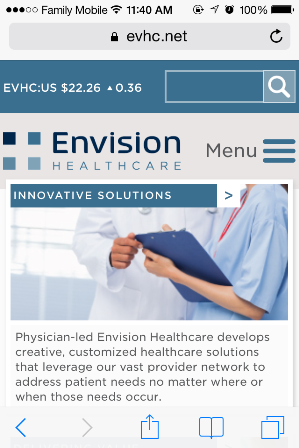 Family Mobile 11:40 AM 100%
evhc.net
EVHC:US $22.26 ▲0.36
Envision Menu
HEALTHCARE
INNOVATIVE SOLUTIONS >
Physician-led Envision Healthcare develops
creative, customized healthcare solutions
that leverage our vast provider network to
address patient needs no matter where or
when those needs occur.